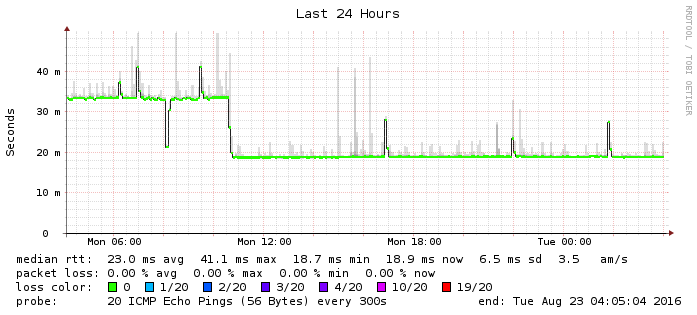 Last 24 Hours
RRDTOOL / TOBI OETIKER
Seconds
40 m
30 m
20 m
10 m
0
Mon 06:00 Mon 12:00 Mon 18:00 Tue 00:00
median rtt: 23.0 ms avg 41.1 ms max 18.7 ms min 18.9 ms now 6.5 ms sd 3.5 am/s
packet loss: 0.00 % avg 0.00 % max 0.00 % min 0.00 % now
loss color: 0 1/20 2/20 3/20 4/20 10/20 19/20
probe: 20 ICMP Echo Pings (56 Bytes) every 300s end: Tue Aug 23 04:05:04 2016